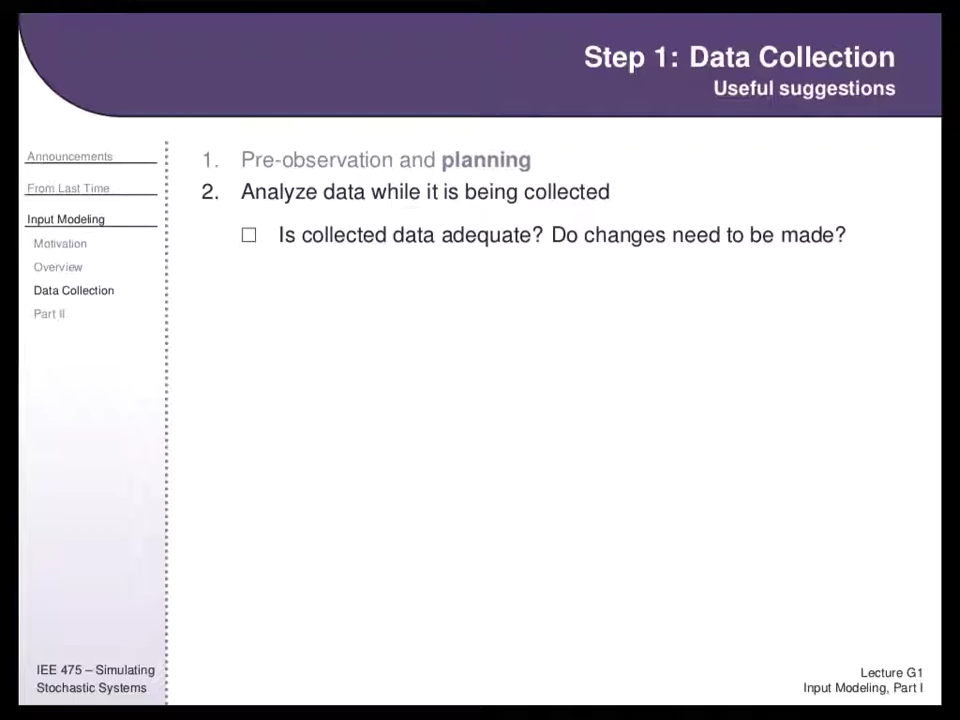 Step 1: Data Collection
Useful suggestions
Announcements
From Last Time
Input Modeling
Motivation
Overview
Data Collection
Part II
1. Pre-observation and planning
2. Analyze data while it is being collected
□ Is collected data adequate? Do changes need to be made?
IEE 475 – Simulating
Stochastic Systems
Lecture G1
Input Modeling, Part I